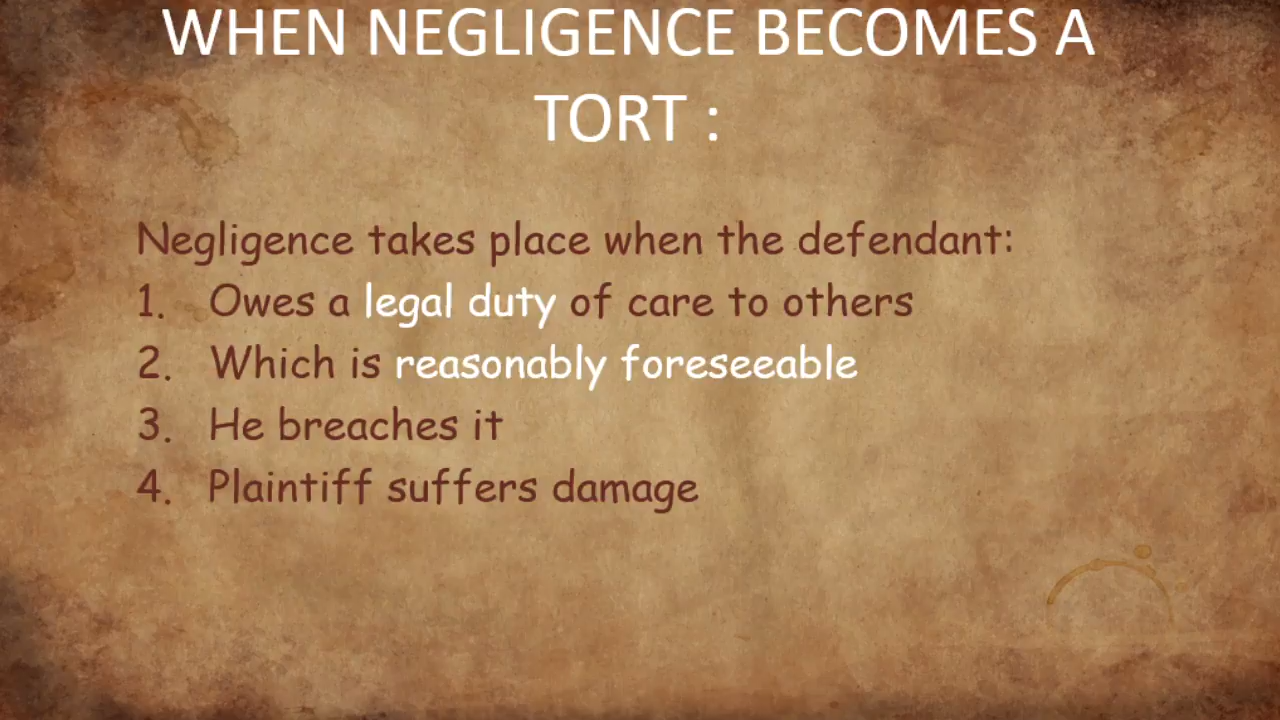 WHEN NEGLIGENCE BECOMES A
TORT :
Negligence takes place when the defendant:
1. Owes a legal duty of care to others
2. Which is reasonably foreseeable
3. He breaches it
4. Plaintiff suffers damage